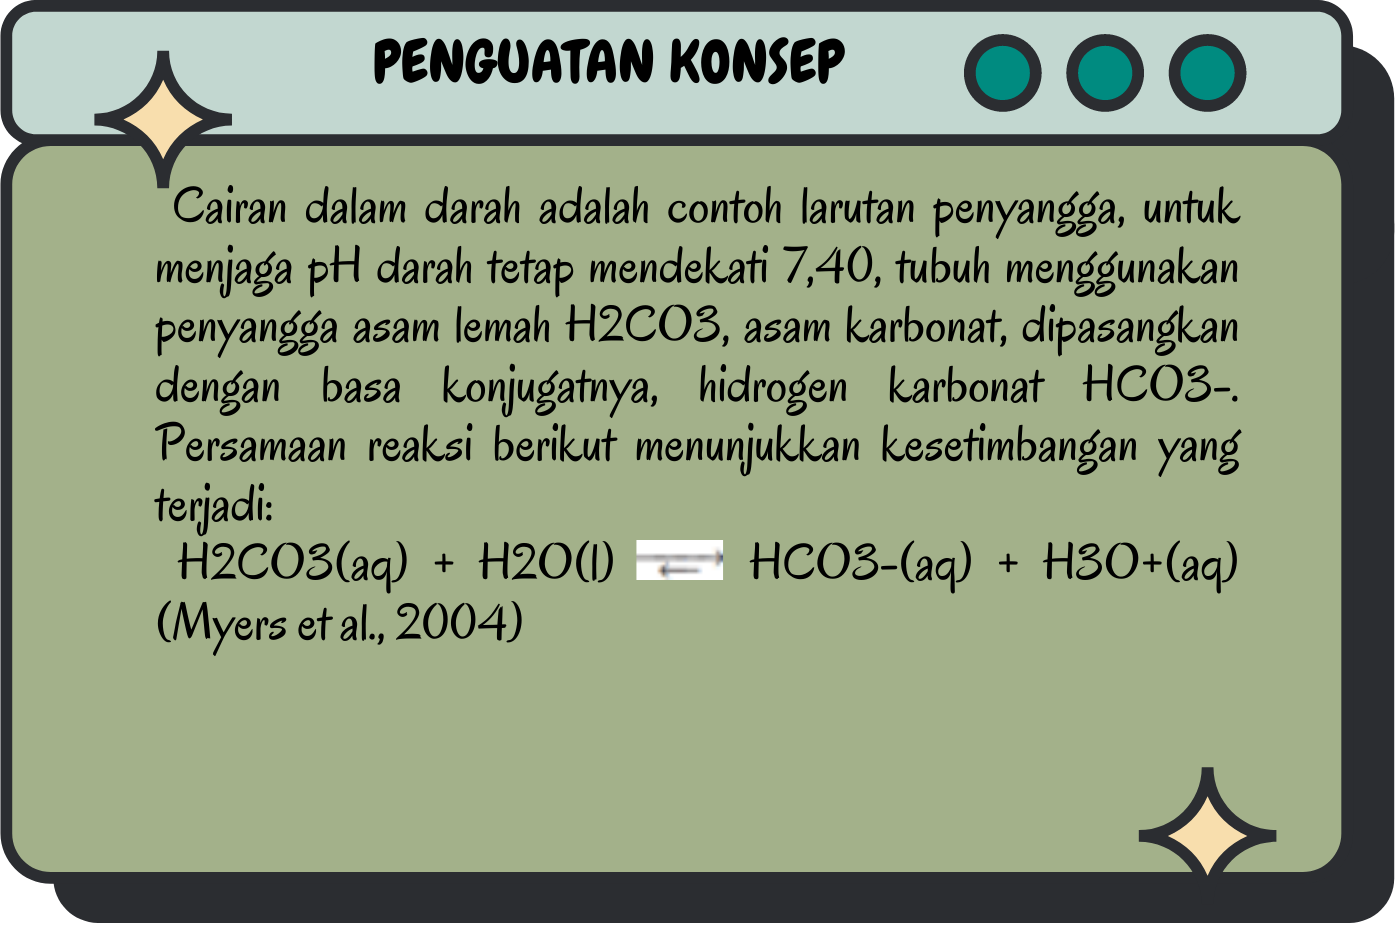 PENGUATAN KONSEP
Cairan dalam darah adalah contoh larutan penyangga, untuk
menjaga pH darah tetap mendekati 7,40, tubuh menggunakan
penyangga asam lemah H2CO3, asam karbonat, dipasangkan
dengan basa konjugatnya, hidrogen karbonat HCO3-.
Persamaan reaksi berikut menunjukkan kesetimbangan yang
terjadi:
H2CO3(aq) + H2O(l) ⇌ HCO3-(aq) + H3O+(aq)
(Myers et al., 2004)